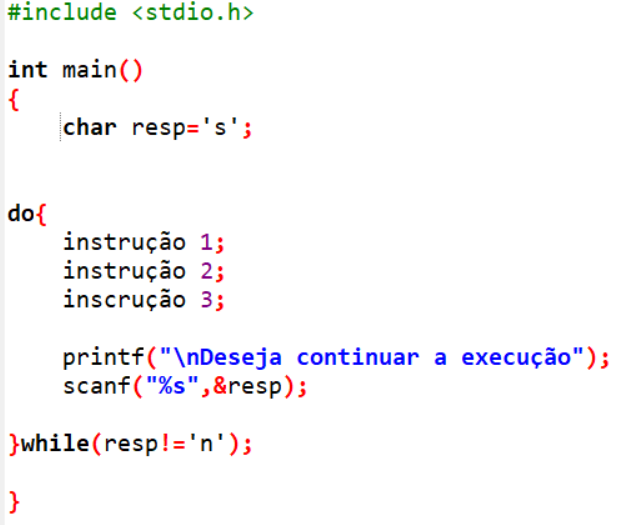 #include <stdio.h>
int main()
{
char resp='s';
do{
instrução 1;
instrução 2;
inscrução 3;
printf("\nDeseja continuar a execução");
scanf("%s",&resp);
}while(resp!='n');
}